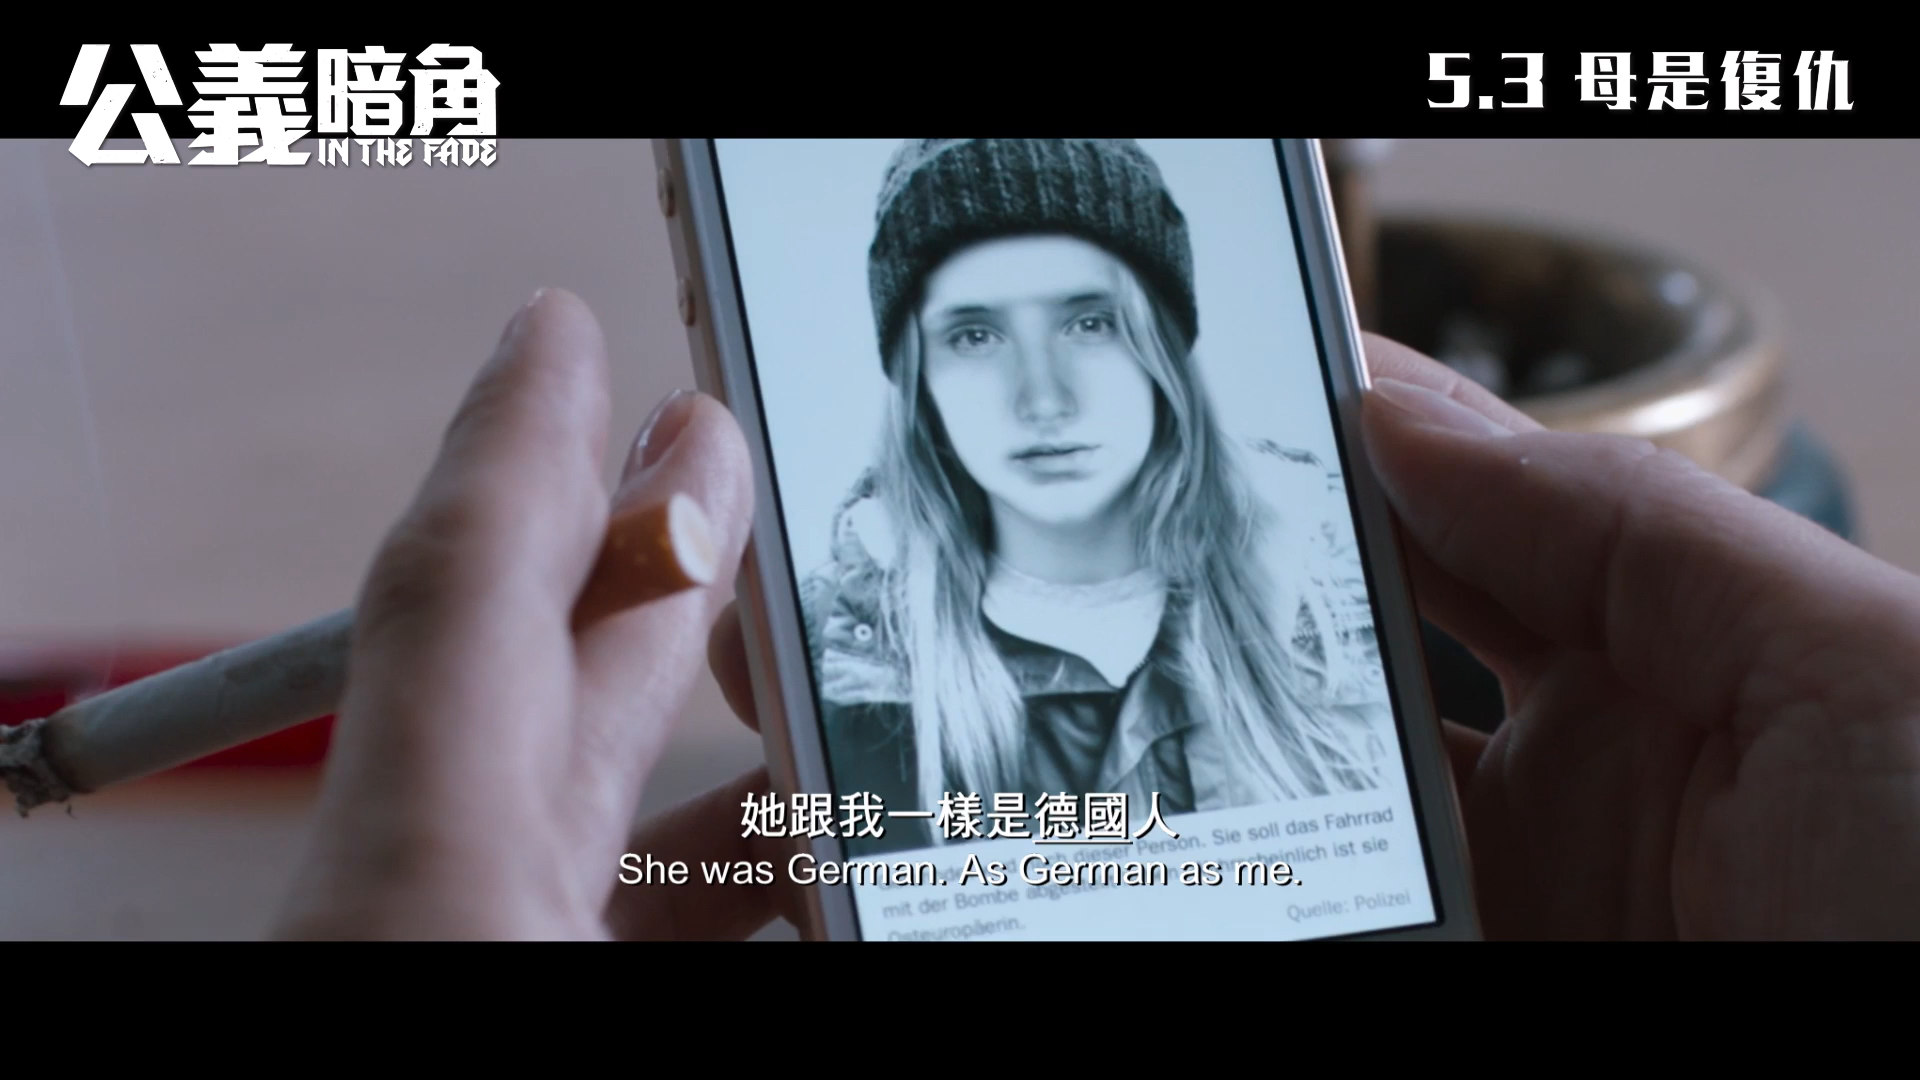 公義暗角
IN THE FADE
5.3 母是復仇
她跟我一樣是德國人
She was German. As German as me.
dieser Person. Sie soll das Fahrrad
mit der Bombe ist sie
Osteuropäerin.
Quelle: Polizei